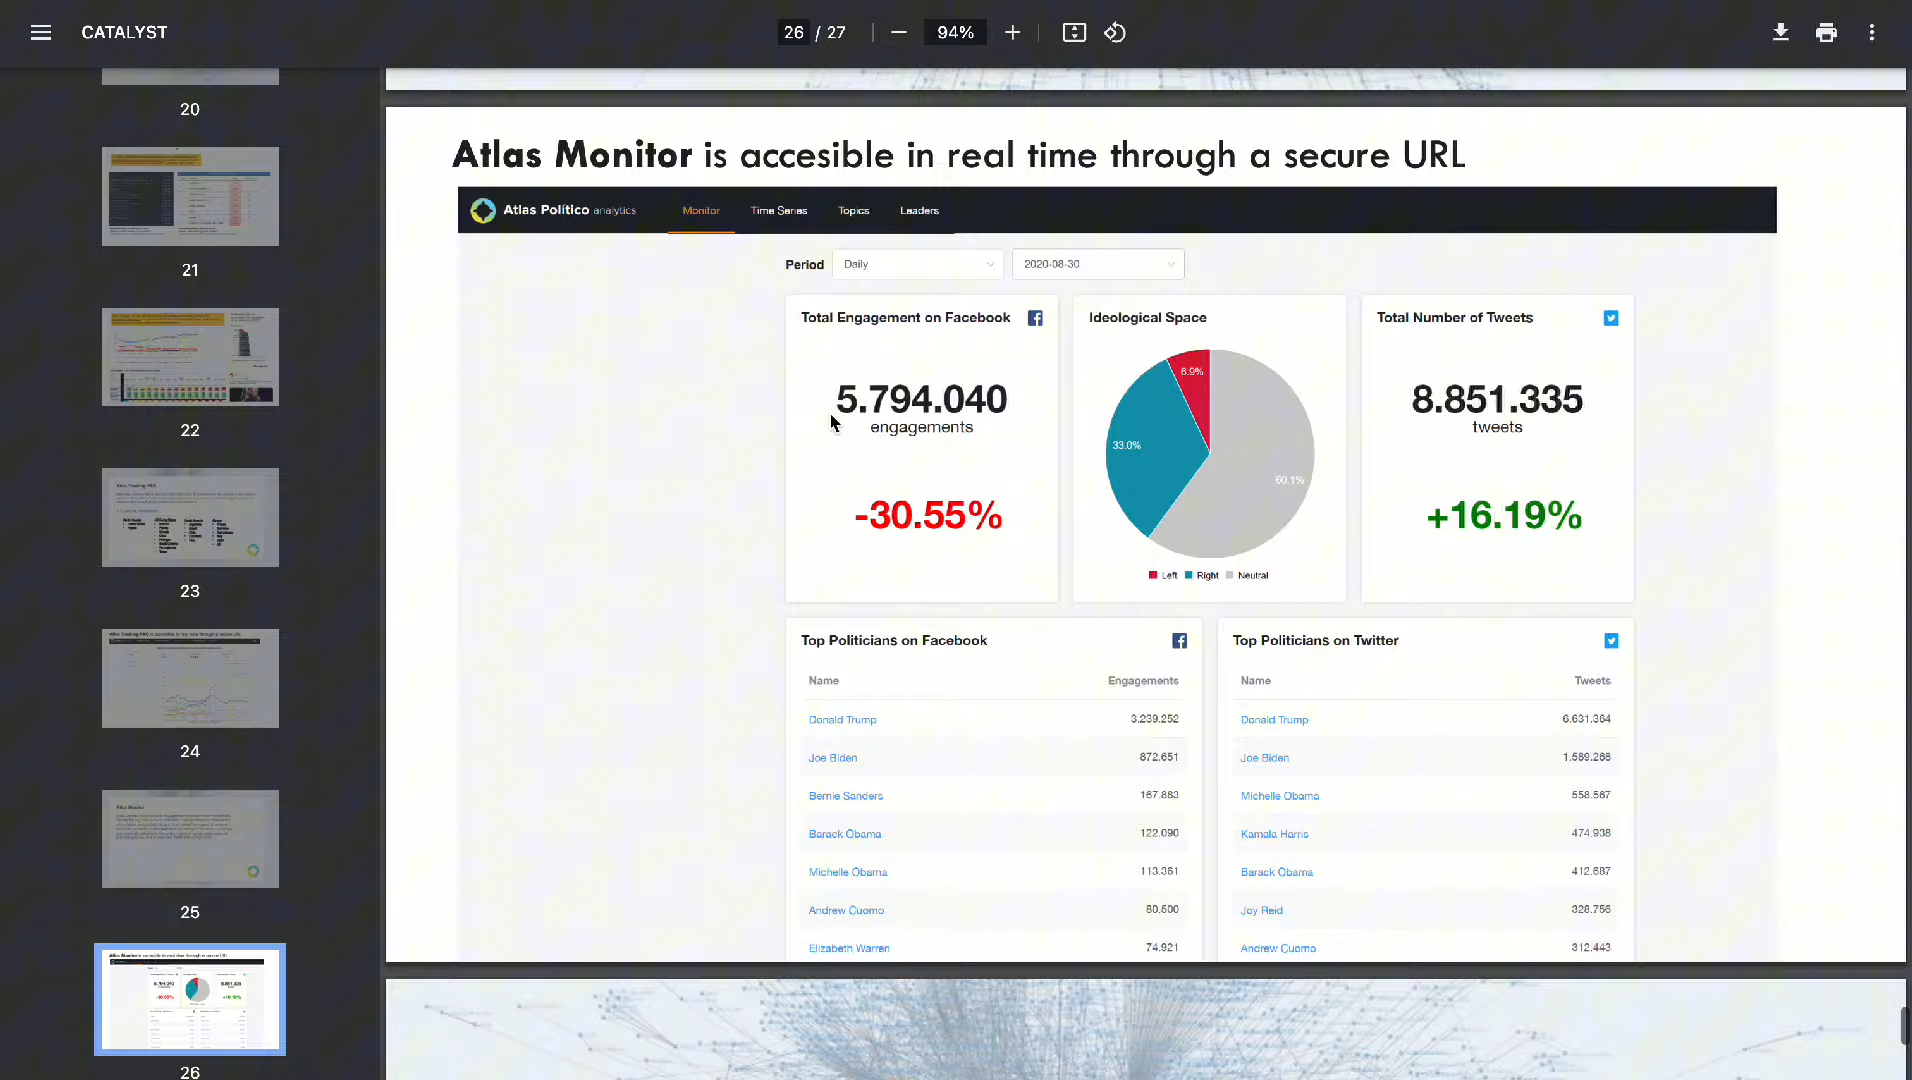 CATALYST
26 / 27
94%
20
21
22
23
24
25
26
Atlas Monitor is accesible in real time through a secure URL
Atlas Político analytics Monitor Time Series Topics Leaders
Period Daily 2020-08-30
Total Engagement on Facebook
5.794.040
engagements
-30.55%
Ideological Space
6.9%
33.0%
60.1%
Left Right Neutral
Total Number of Tweets
8.851.335
tweets
+16.19%
Top Politicians on Facebook
Name Engagements
Donald Trump 3.239.252
Joe Biden 872.651
Bernie Sanders 167.883
Barack Obama 122.090
Michelle Obama 113.361
Andrew Cuomo 80.500
Elizabeth Warren 74.921
Top Politicians on Twitter
Name Tweets
Donald Trump 6.631.364
Joe Biden 1.589.268
Michelle Obama 558.567
Kamala Harris 474.938
Barack Obama 412.687
Joy Reid 328.756
Andrew Cuomo 312.443